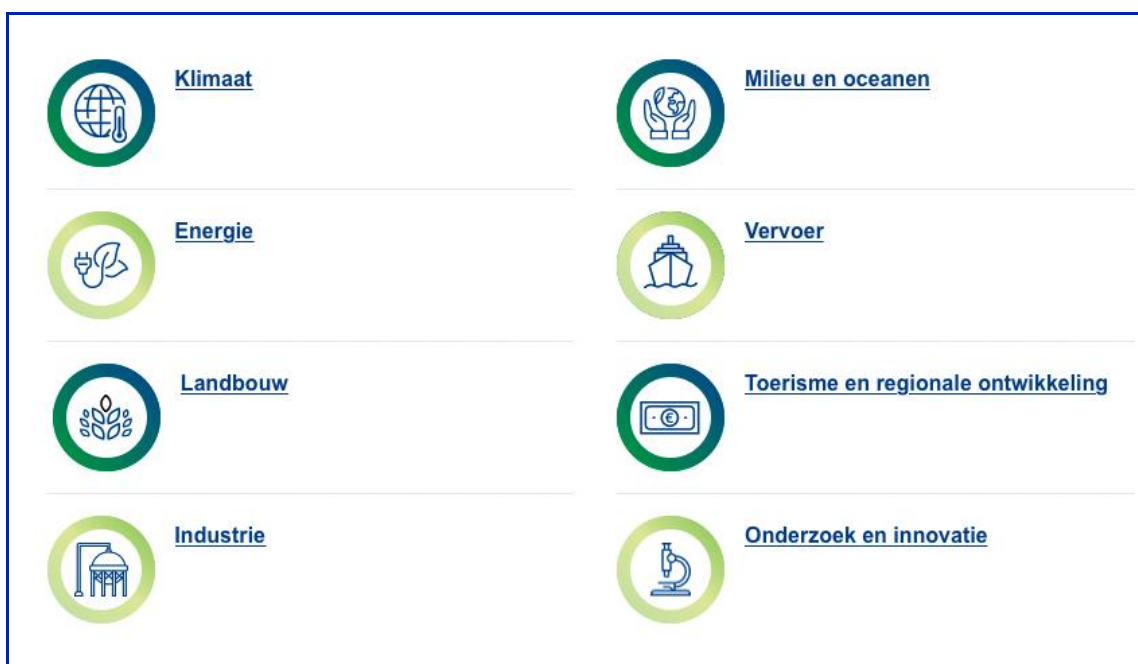 Klimaat
Milieu en oceanen
Energie
Vervoer
Landbouw
Toerisme en regionale ontwikkeling
Industrie
Onderzoek en innovatie